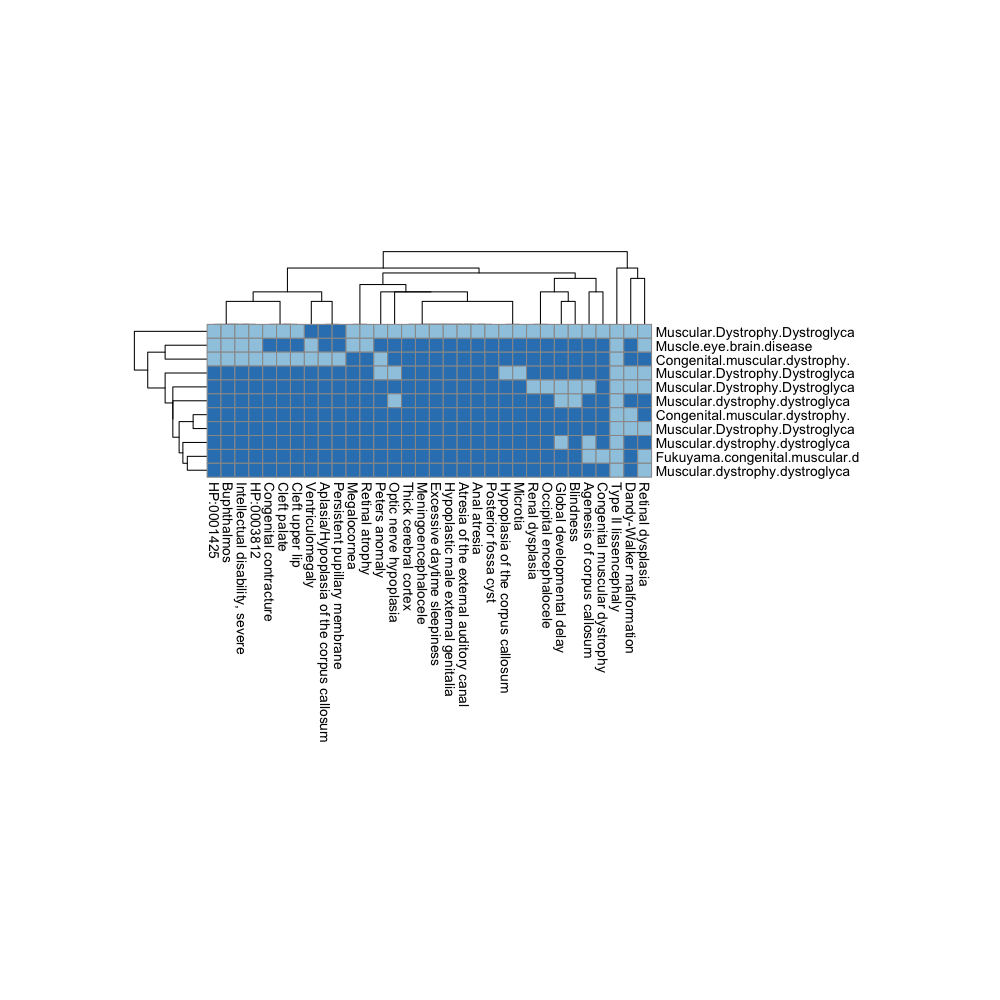 Muscular.Dystrophy.Dystroglyca
Muscle.eye.brain.disease
Congenital.muscular.dystrophy.
Muscular.Dystrophy.Dystroglyca
Muscular.Dystrophy.Dystroglyca
Muscular.dystrophy.dystroglyca
Congenital.muscular.dystrophy.
Muscular.Dystrophy.Dystroglyca
Muscular.dystrophy.dystroglyca
Fukuyama.congenital.muscular.d
Muscular.dystrophy.dystroglyca
HP:0001425
Buphthalmos
Intellectual disability, severe
HP:0003812
Congenital contracture
Cleft palate
Cleft upper lip
Ventriculomegaly
Aplasia/Hypoplasia of the corpus callosum
Persistent pupillary membrane
Megalocornea
Retinal atrophy
Peters anomaly
Optic nerve hypoplasia
Thick cerebral cortex
Meningoencephalocele
Excessive daytime sleepiness
Hypoplastic male external genitalia
Atresia of the external auditory canal
Anal atresia
Posterior fossa cyst
Hypoplasia of the corpus callosum
Microtia
Renal dysplasia
Occipital encephalocele
Global developmental delay
Blindness
Agenesis of corpus callosum
Congenital muscular dystrophy
Type II lissencephaly
Dandy-Walker malformation
Retinal dysplasia